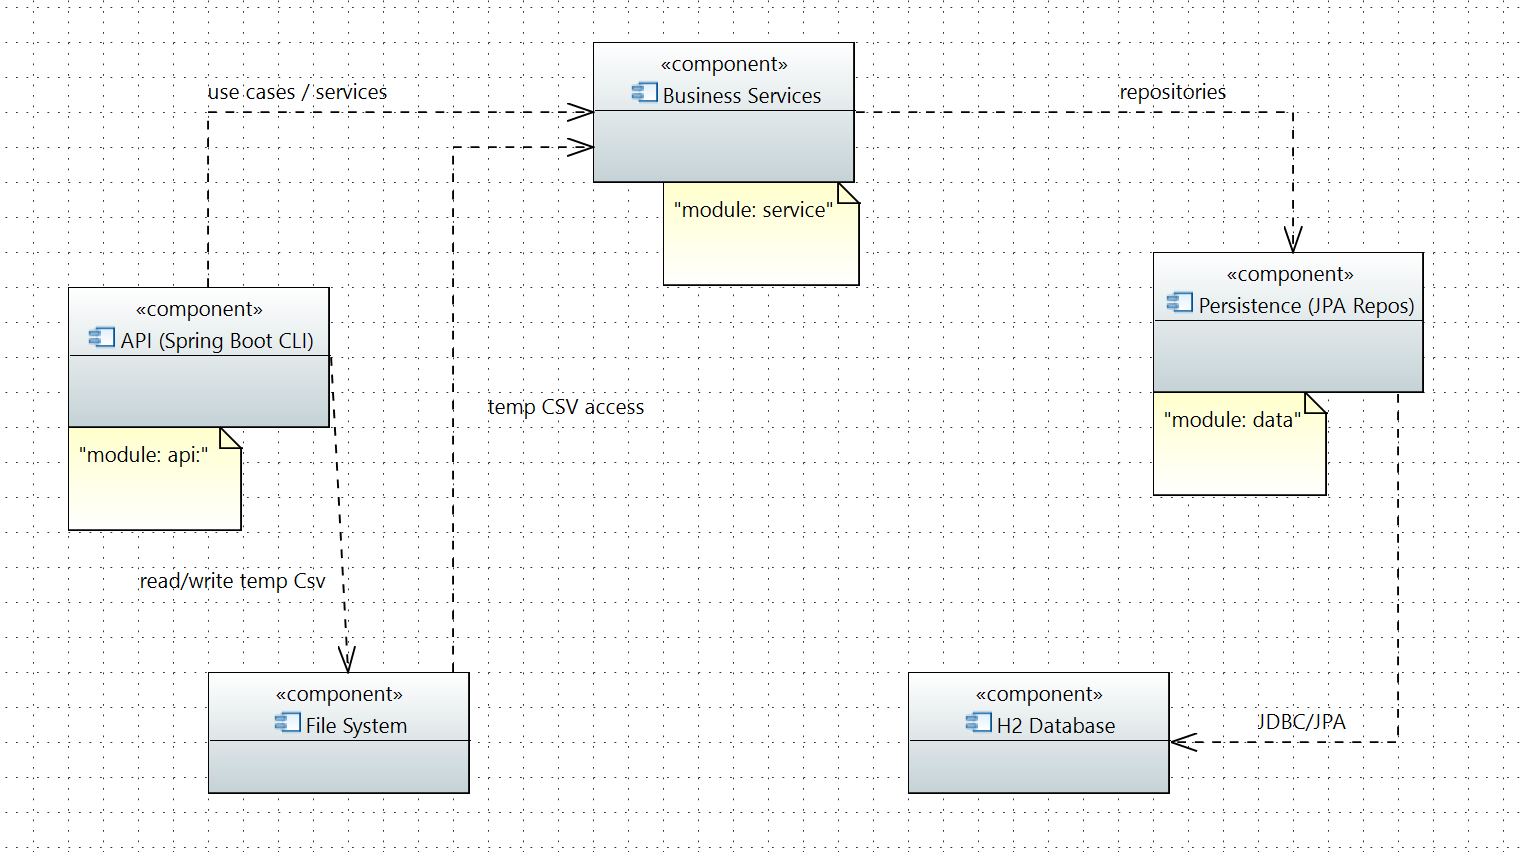 «component»
Business Services
use cases / services
repositories
"module: service"
«component»
Persistence (JPA Repos)
«component»
API (Spring Boot CLI)
temp CSV access
"module: data"
"module: api:"
read/write temp Csv
«component»
File System
«component»
H2 Database
JDBC/JPA